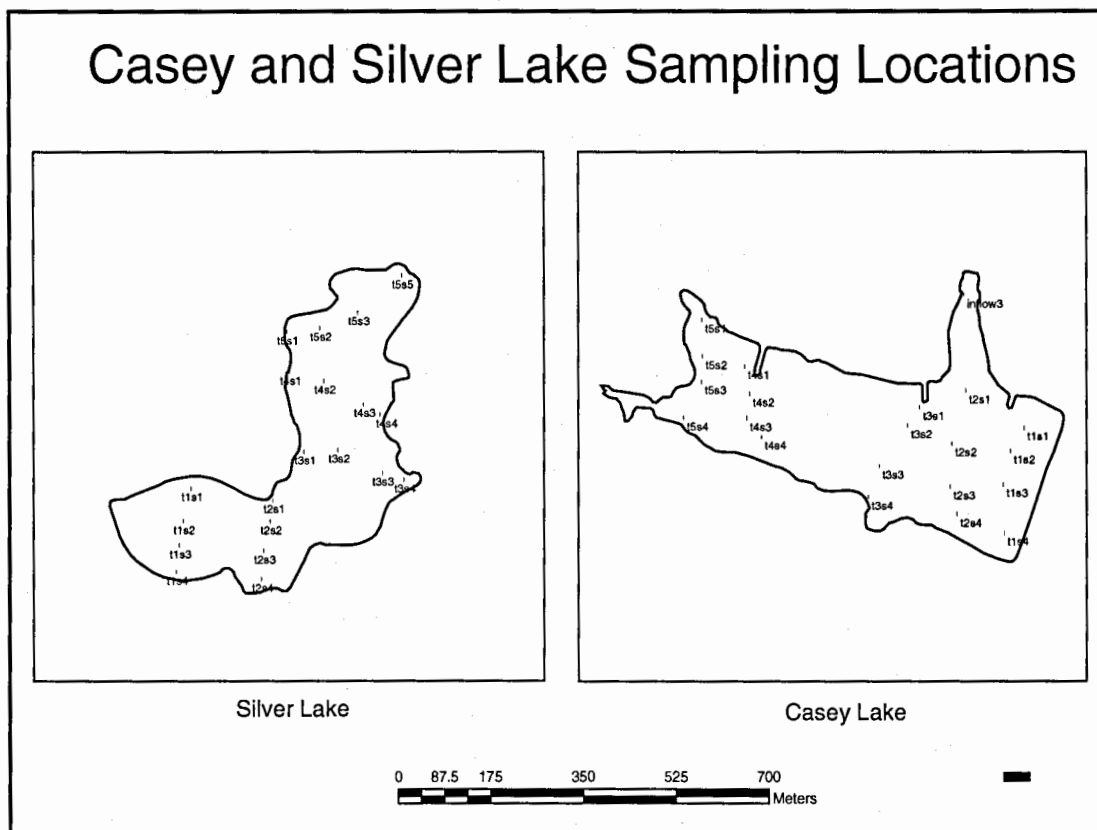 Casey and Silver Lake Sampling Locations
t5s5
t5s3
t5s2
t5s1
t4s1
t4s2
t4s3
t4s4
t3s1
t3s2
t3s3
t3s4
t1s1
t2s1
t1s2
t2s2
t1s3
t2s3
t1s4
t2s4
Silver Lake
inflow3
t5s1
t5s2
t4s1
t5s3
t4s2
t2s1
t3s1
t5s4
t4s3
t3s2
t1s1
t4s4
t2s2
t1s2
t3s3
t2s3
t1s3
t3s4
t2s4
t1s4
Casey Lake
0 87.5 175 350 525 700
Meters